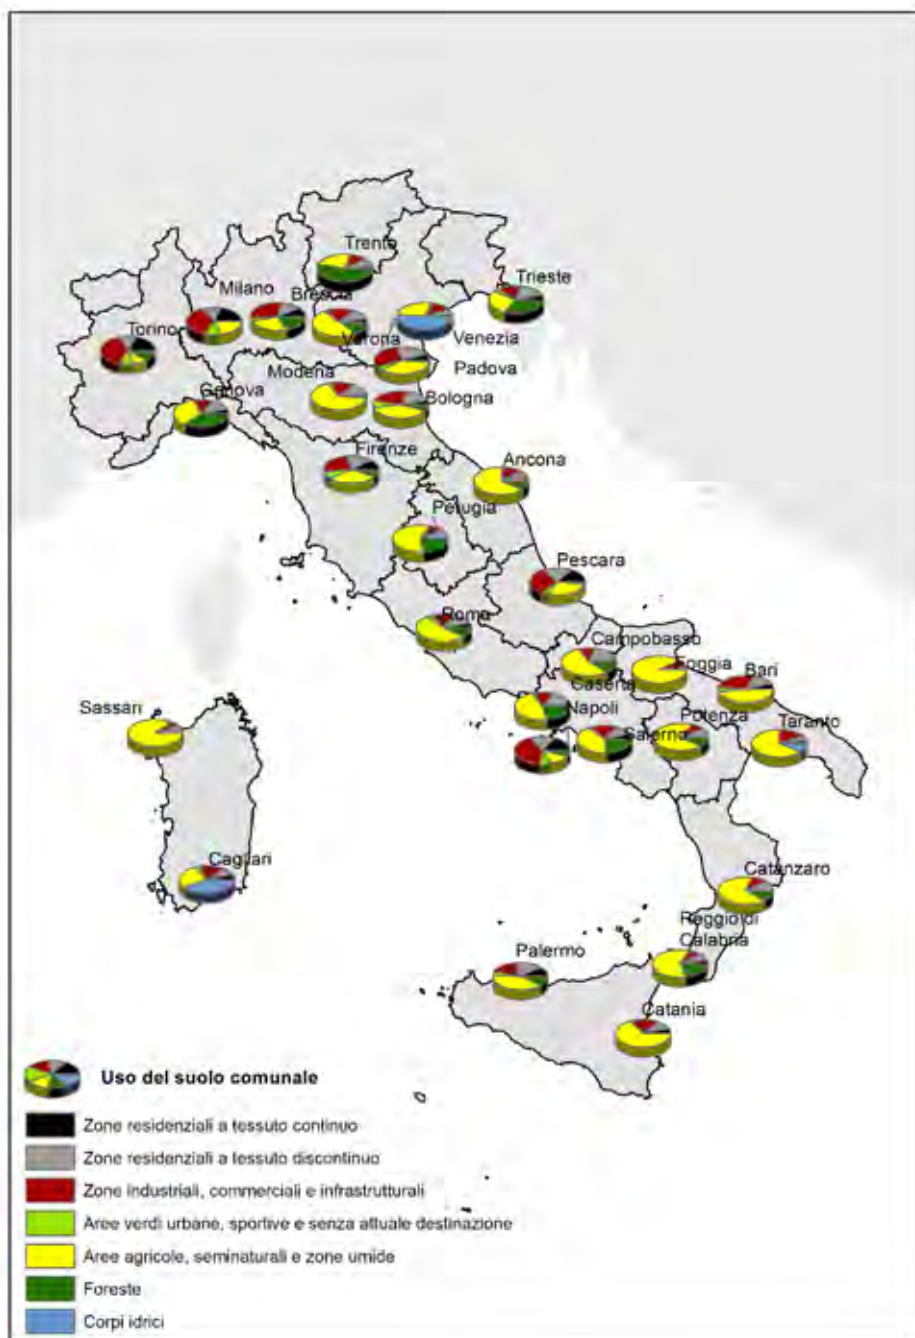 Trento
Trieste
Milano
Brescia
Torino
Verona
Venezia
Padova
Modena
Genova
Bologna
Firenze
Ancona
Perugia
Pescara
Roma
Campobasso
Foggia
Caserta
Bari
Napoli
Sassari
Potenza
Taranto
Salerno
Cagliari
Catanzaro
Reggio di
Calabria
Palermo
Catania
Uso del suolo comunale
Zone residenziali a tessuto continuo
Zone residenziali a tessuto discontinuo
Zone industriali, commerciali e infrastrutturali
Aree verdi urbane, sportive e senza attuale destinazione
Aree agricole, seminaturali e zone umide
Foreste
Corpi idrici